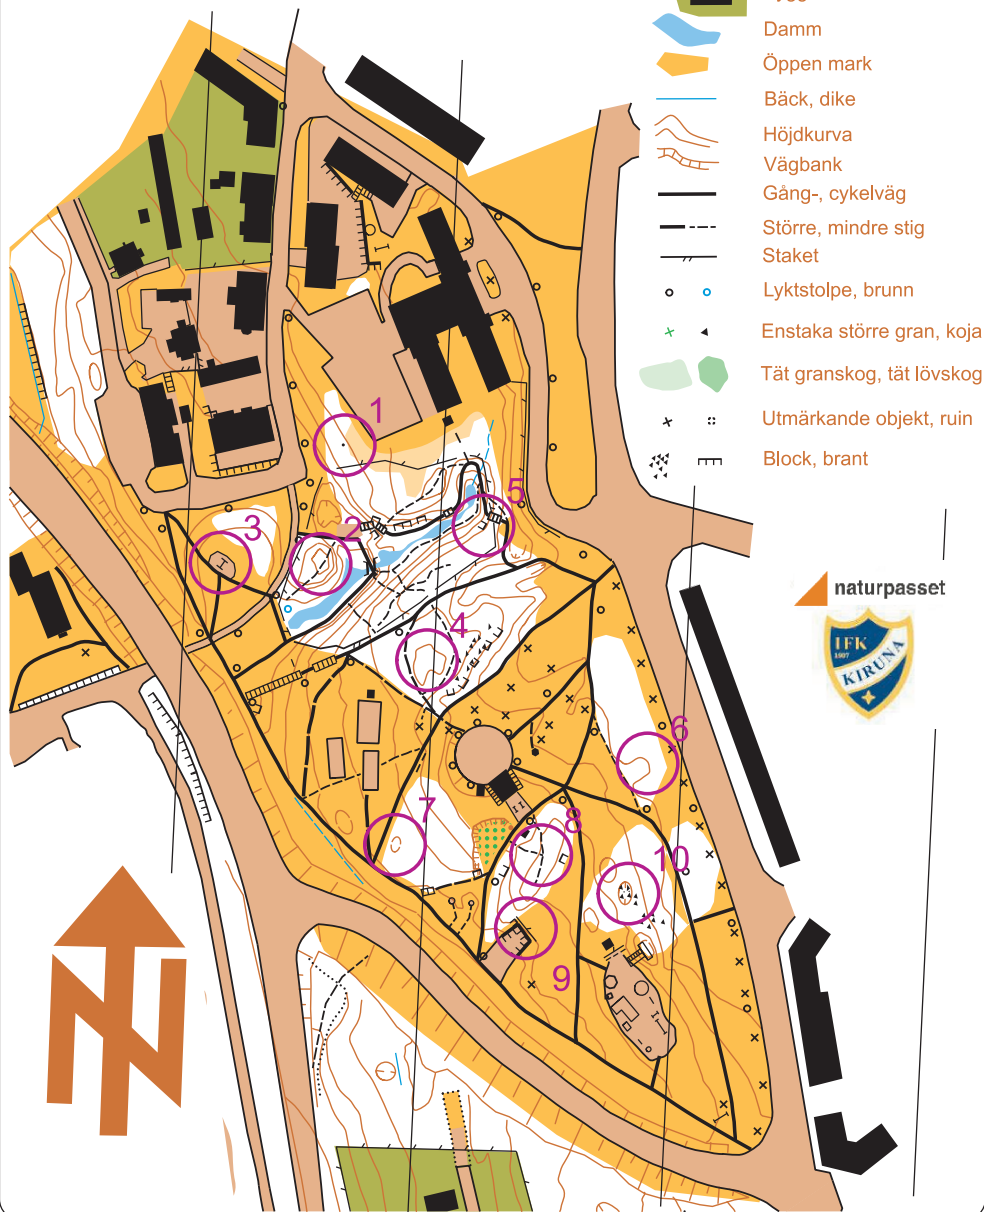 Damm
Öppen mark
Bäck, dike
Höjdkurva
Vägbank
Gång-, cykelväg
Större, mindre stig
Staket
Lyktstolpe, brunn
Enstaka större gran, koja
Tät granskog, tät lövskog
Utmärkande objekt, ruin
Block, brant
1
5
3
2
4
6
7
8
10
9
naturpasset
IFK
1907
KIRUNA
N